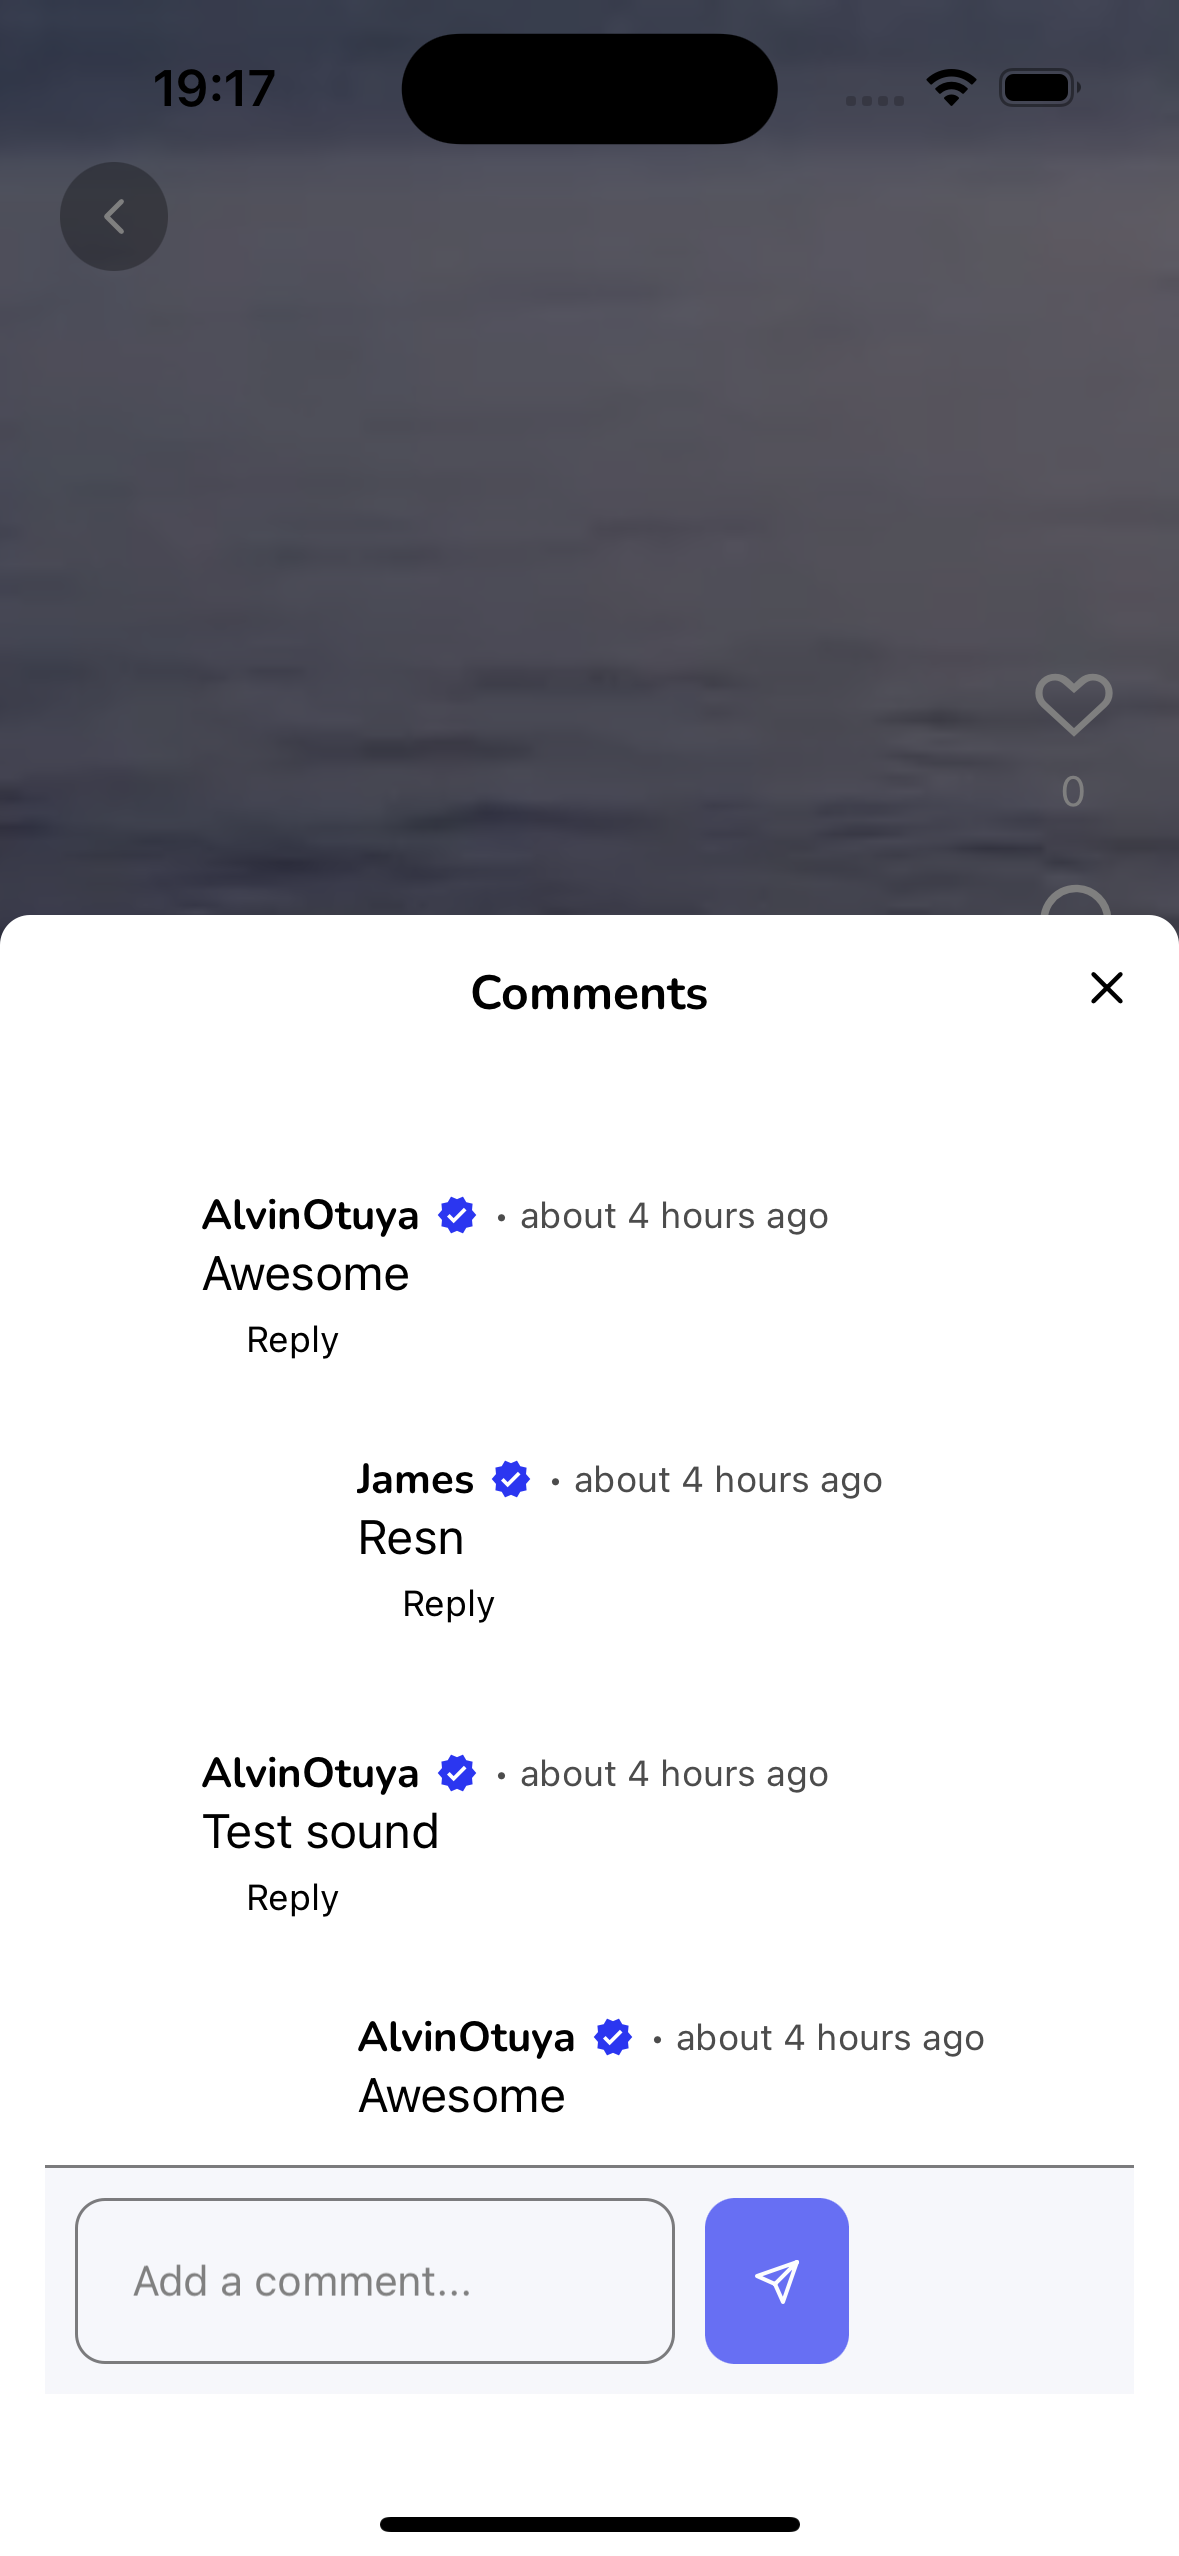 19:17
0
Comments
AlvinOtuya • about 4 hours ago
Awesome
Reply
James • about 4 hours ago
Resn
Reply
AlvinOtuya • about 4 hours ago
Test sound
Reply
AlvinOtuya • about 4 hours ago
Awesome
Add a comment...